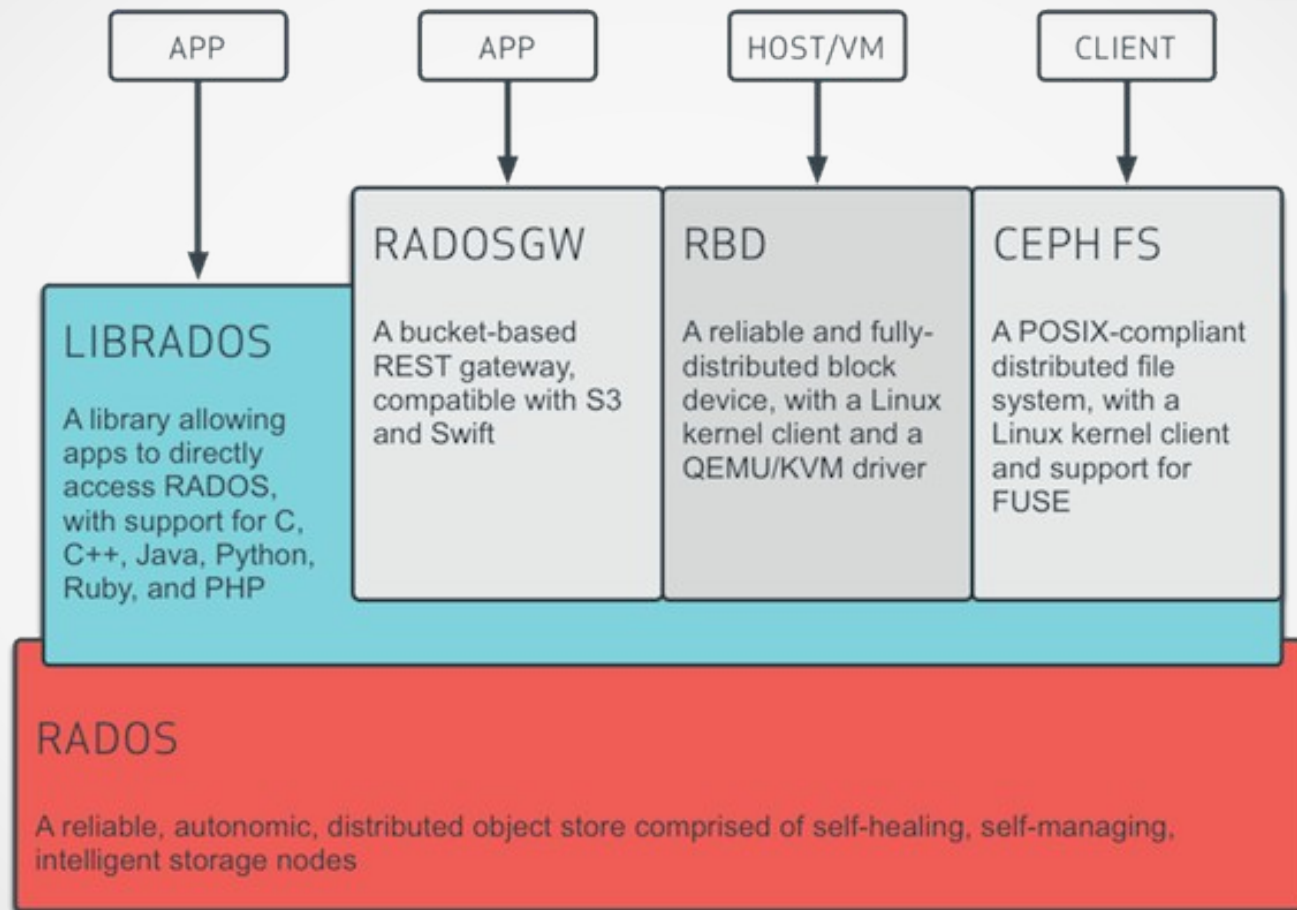 APP
APP
HOST/VM
CLIENT
RADOSGW
A bucket-based
REST gateway,
compatible with S3
and Swift
RBD
A reliable and fully-
distributed block
device, with a Linux
kernel client and a
QEMU/KVM driver
CEPH FS
A POSIX-compliant
distributed file
system, with a
Linux kernel client
and support for
FUSE
LIBRADOS
A library allowing
apps to directly
access RADOS,
with support for C,
C++, Java, Python,
Ruby, and PHP
RADOS
A reliable, autonomic, distributed object store comprised of self-healing, self-managing,
intelligent storage nodes